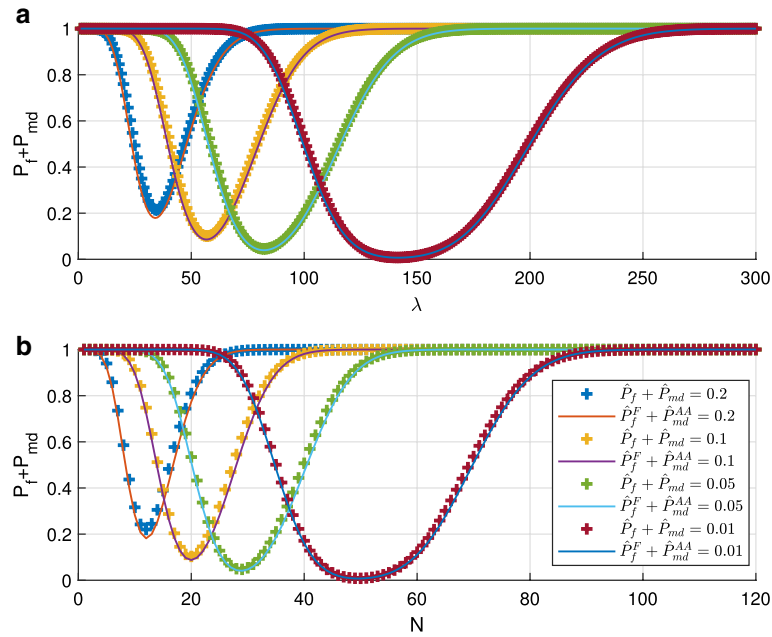 a
1
0.8
0.6
0.4
0.2
0
P_f+P_md
0 50 100 150 200 250 300
λ
b
1
0.8
0.6
0.4
0.2
0
P_f+P_md
P̂_f + P̂_md = 0.2
P̂_f^F + P̂_md^AA = 0.2
P̂_f + P̂_md = 0.1
P̂_f^F + P̂_md^AA = 0.1
P̂_f + P̂_md = 0.05
P̂_f^F + P̂_md^AA = 0.05
P̂_f + P̂_md = 0.01
P̂_f^F + P̂_md^AA = 0.01
0 20 40 60 80 100 120
N